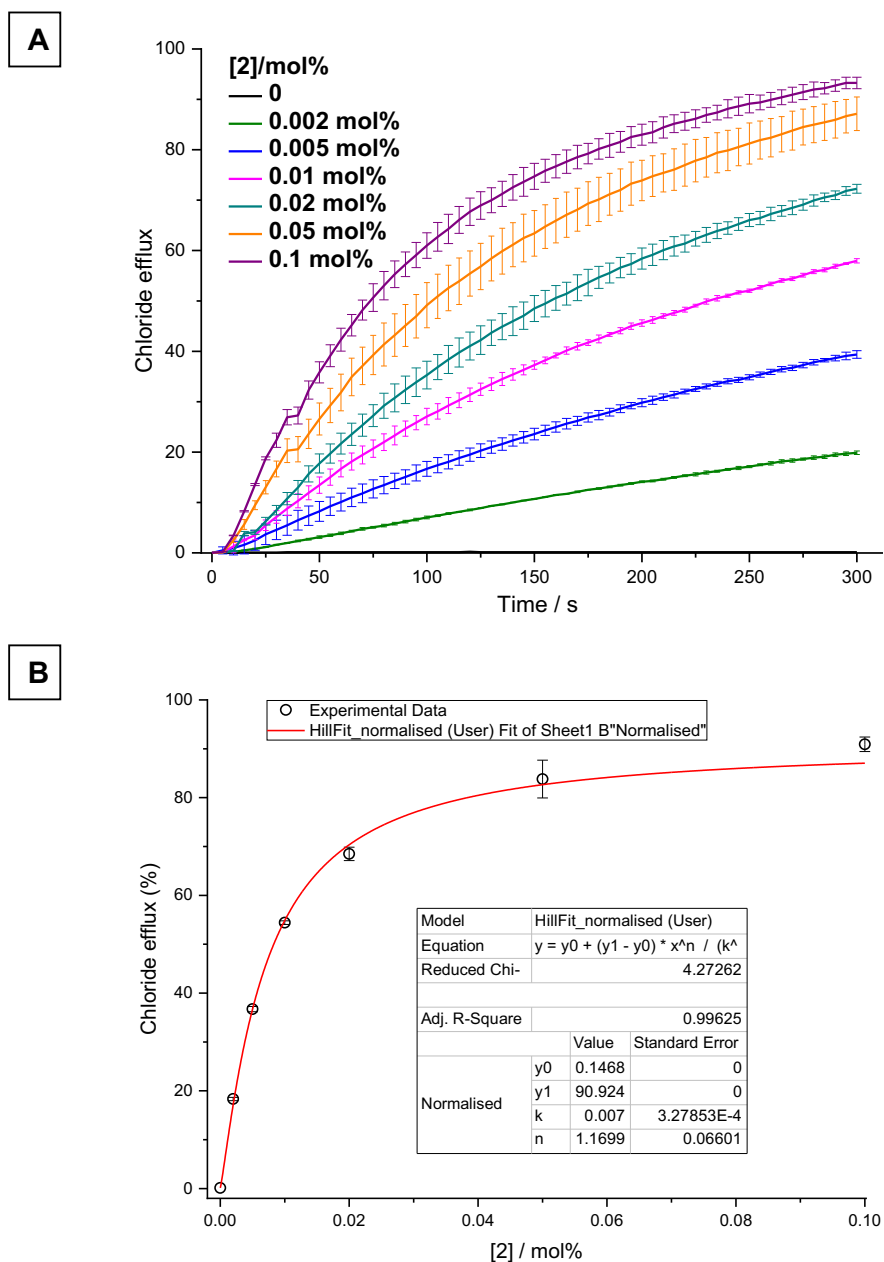 A
[2]/mol%
0
0.002 mol%
0.005 mol%
0.01 mol%
0.02 mol%
0.05 mol%
0.1 mol%
100
80
60
40
20
0
Chloride efflux
0 50 100 150 200 250 300
Time / s
B
Experimental Data
HillFit_normalised (User) Fit of Sheet1 B"Normalised"
100
80
60
40
20
0
Chloride efflux (%)
Model HillFit_normalised (User)
Equation y = y0 + (y1 - y0) * x^n / (k^
Reduced Chi- 4.27262
Adj. R-Square 0.99625
Value Standard Error
Normalised y0 0.1468 0
y1 90.924 0
k 0.007 3.27853E-4
n 1.1699 0.06601
0.00 0.02 0.04 0.06 0.08 0.10
[2] / mol%